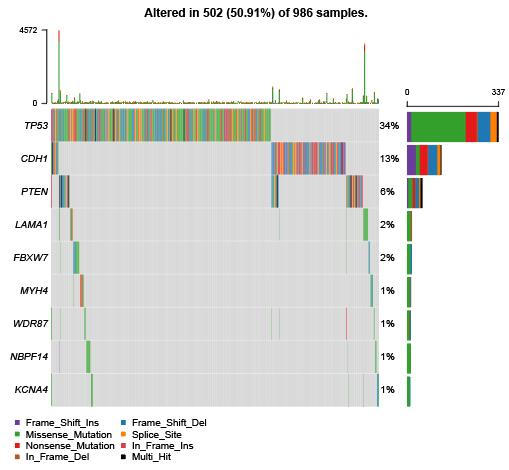 Altered in 502 (50.91%) of 986 samples.
4572
0
0 337
TP53 34%
CDH1 13%
PTEN 6%
LAMA1 2%
FBXW7 2%
MYH4 1%
WDR87 1%
NBPF14 1%
KCNA4 1%
Frame_Shift_Ins Frame_Shift_Del
Missense_Mutation Splice_Site
Nonsense_Mutation In_Frame_Ins
In_Frame_Del Multi_Hit